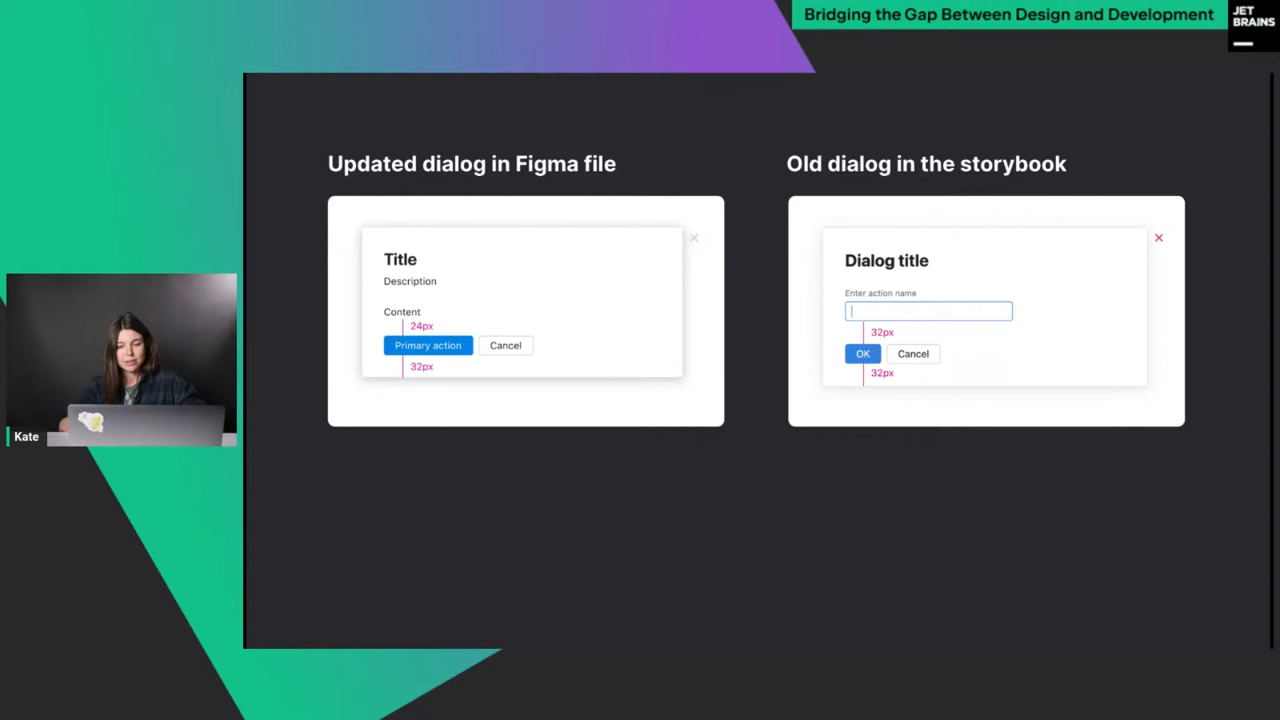 Bridging the Gap Between Design and Development
JET
BRAINS
Updated dialog in Figma file
Old dialog in the storybook
Title
Description
Content
24px
Primary action
Cancel
32px
Dialog title
Enter action name
32px
OK
Cancel
32px
Kate